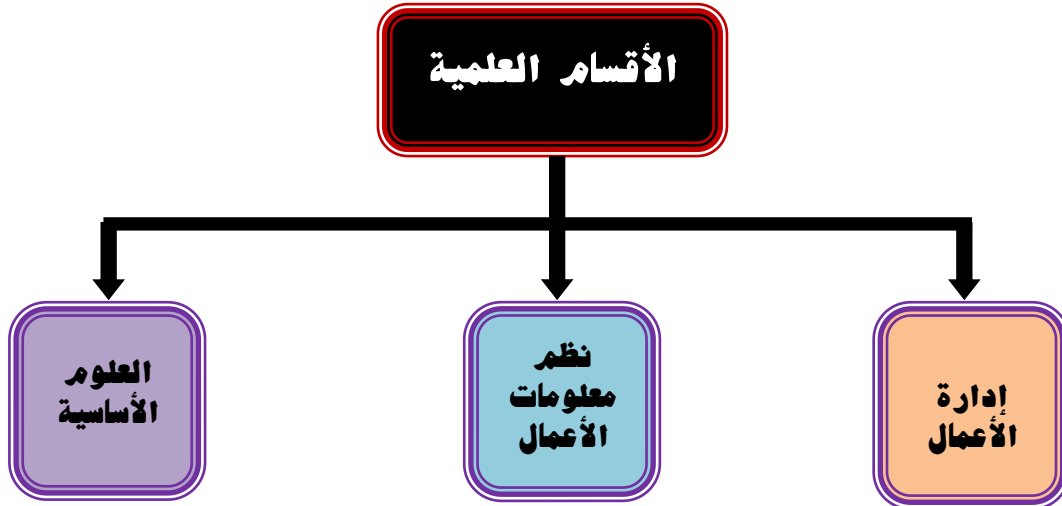 الأقسام العلمية
إدارة
الأعمال
نظم
معلومات
الأعمال
العلوم
الأساسية